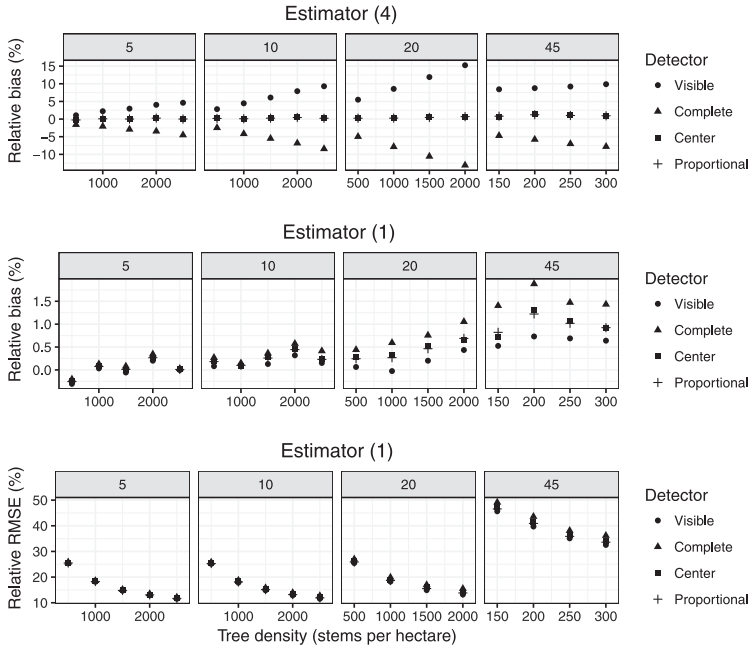 Estimator (4)
5 10 20 45
Relative bias (%)
15
10
5
0
−5
−10
1000 2000 1000 2000 500 1000 1500 2000 150 200 250 300
Detector
Visible
Complete
Center
Proportional
Estimator (1)
5 10 20 45
Relative bias (%)
1.5
1.0
0.5
0.0
1000 2000 1000 2000 500 1000 1500 2000 150 200 250 300
Detector
Visible
Complete
Center
Proportional
Estimator (1)
5 10 20 45
Relative RMSE (%)
50
40
30
20
10
1000 2000 1000 2000 500 1000 1500 2000 150 200 250 300
Tree density (stems per hectare)
Detector
Visible
Complete
Center
Proportional